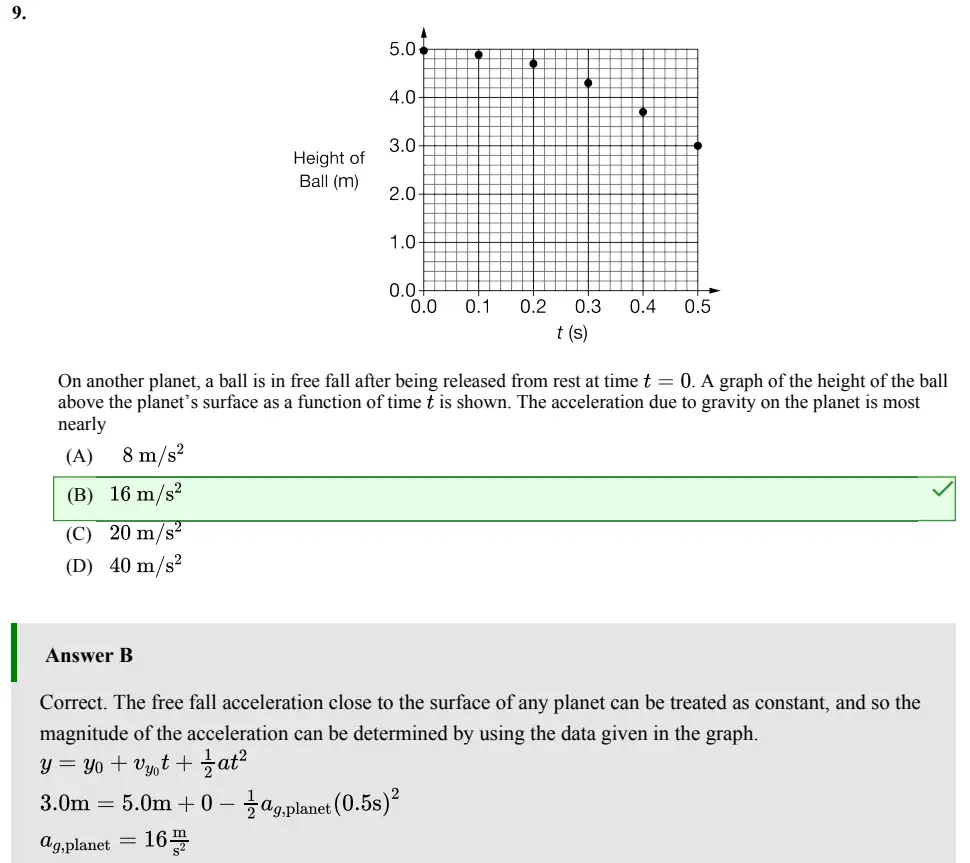 9.
5.0
4.0
3.0
Height of
Ball (m)
2.0
1.0
0.0
0.0 0.1 0.2 0.3 0.4 0.5
t (s)
On another planet, a ball is in free fall after being released from rest at time t = 0. A graph of the height of the ball
above the planet’s surface as a function of time t is shown. The acceleration due to gravity on the planet is most
nearly
(A) 8 m/s²
(B) 16 m/s²
(C) 20 m/s²
(D) 40 m/s²
Answer B
Correct. The free fall acceleration close to the surface of any planet can be treated as constant, and so the
magnitude of the acceleration can be determined by using the data given in the graph.
y = y₀ + v_{y₀}t + ½at²
3.0m = 5.0m + 0 − ½a_{g,planet}(0.5s)²
a_{g,planet} = 16 m/s²